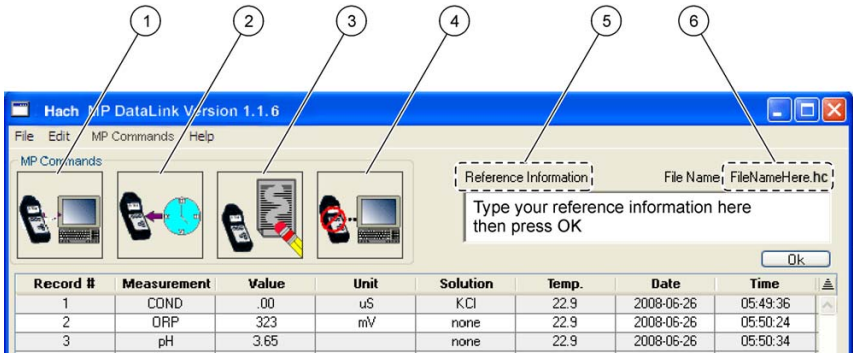 1 2 3 4 5 6
Hach MP DataLink Version 1.1.6
File Edit MP Commands Help
MP Commands
Reference Information File Name FileNameHere.hc
Type your reference information here
then press OK
Ok
Record # Measurement Value Unit Solution Temp. Date Time
1 COND .00 uS KCl 22.9 2008-06-26 05:49:36
2 ORP 323 mV none 22.9 2008-06-26 05:50:24
3 pH 3.65 none 22.9 2008-06-26 05:50:34